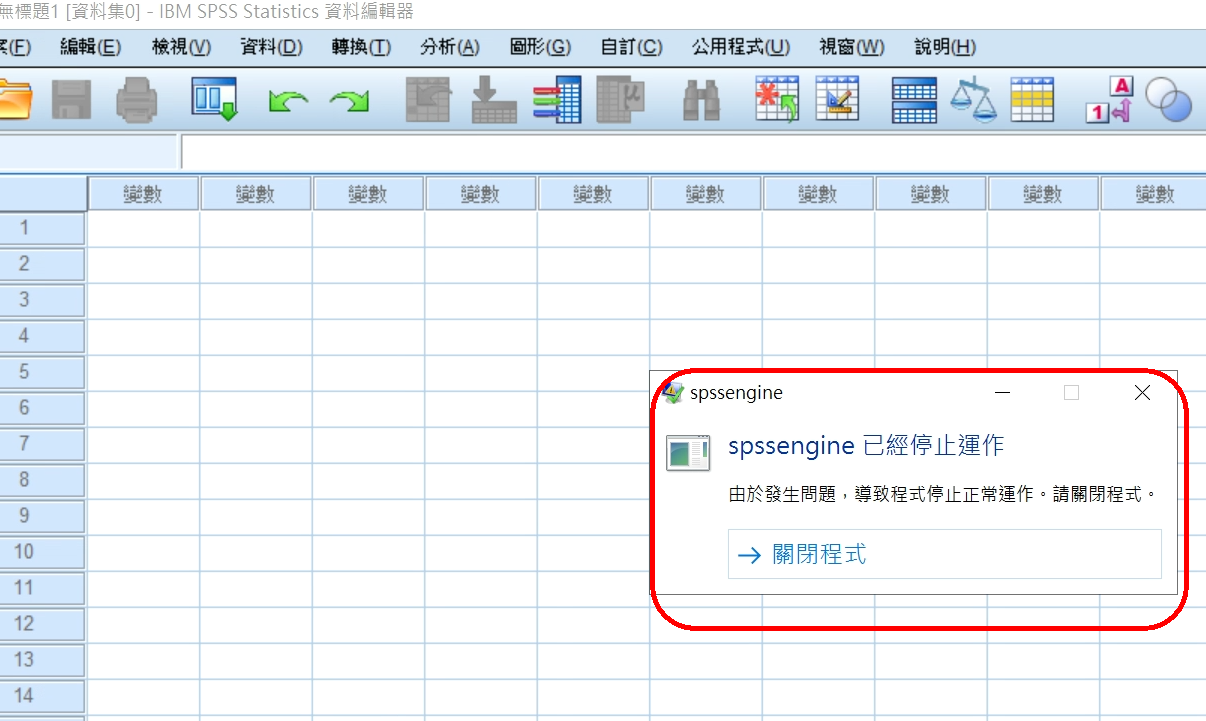 無標題1 [資料集0] - IBM SPSS Statistics 資料編輯器
案(F) 編輯(E) 檢視(V) 資料(D) 轉換(T) 分析(A) 圖形(G) 自訂(C) 公用程式(U) 視窗(W) 說明(H)
A
1
變數 變數 變數 變數 變數 變數 變數 變數 變數 變數
1
2
3
4
5
6
7
8
9
10
11
12
13
14
spssengine
spssengine 已經停止運作
由於發生問題，導致程式停止正常運作。請關閉程式。
→ 關閉程式